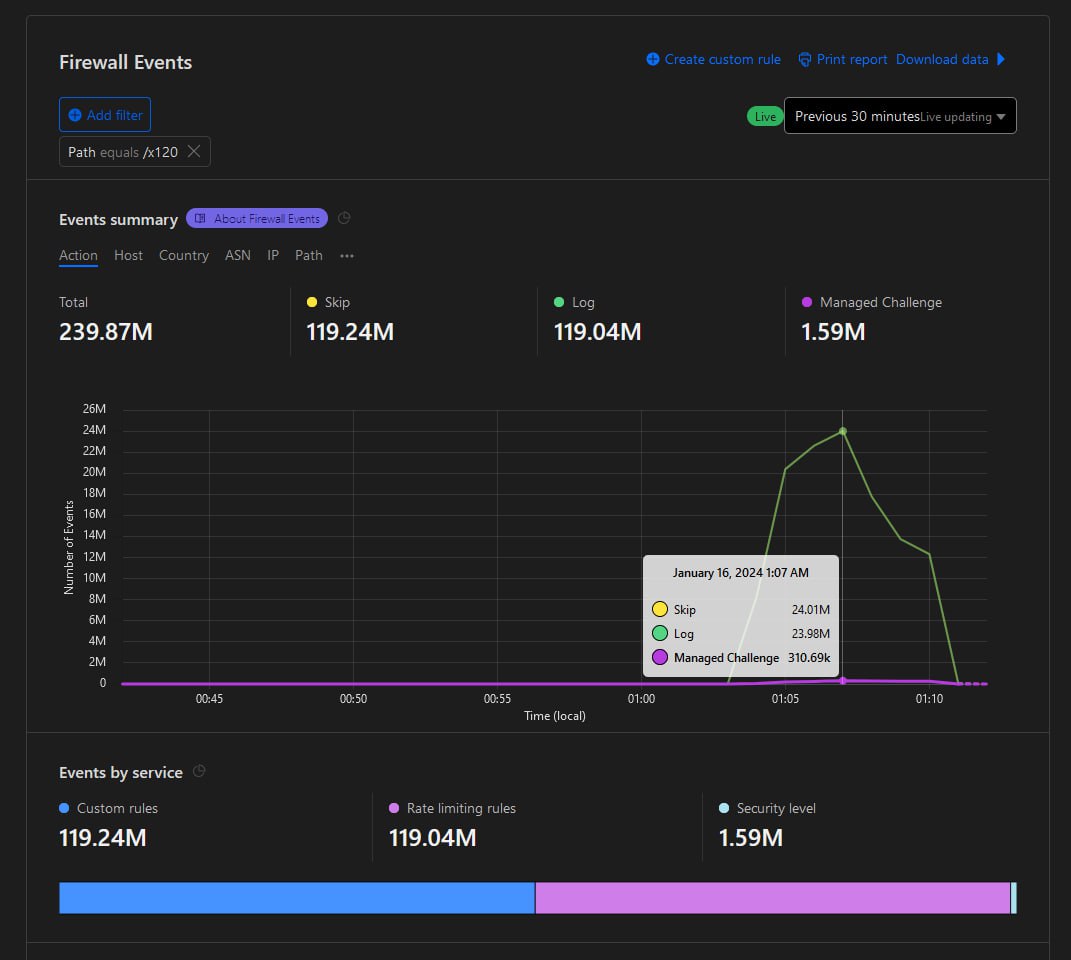 Firewall Events
Create custom rule Print report Download data
Add filter
Live Previous 30 minutes Live updating
Path equals /x120
Events summary About Firewall Events
Action Host Country ASN IP Path ...
Total Skip Log Managed Challenge
239.87M 119.24M 119.04M 1.59M
26M
24M
22M
20M
18M
16M
14M
12M
10M
8M
6M
4M
2M
0
Number of Events
January 16, 2024 1:07 AM
Skip 24.01M
Log 23.98M
Managed Challenge 310.69k
00:45 00:50 00:55 01:00 01:05 01:10
Time (local)
Events by service
Custom rules Rate limiting rules Security level
119.24M 119.04M 1.59M